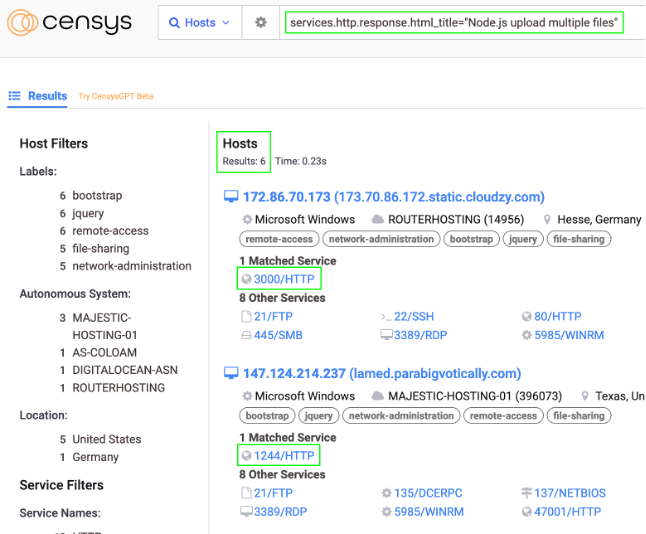 censys
Hosts
services.http.response.html_title="Node.js upload multiple files"
Results
Try CensysGPT Beta
Host Filters
Labels:
6 bootstrap
6 jquery
6 remote-access
5 file-sharing
5 network-administration
Autonomous System:
3 MAJESTIC-
HOSTING-01
1 AS-COLOAM
1 DIGITALOCEAN-ASN
1 ROUTERHOSTING
Location:
5 United States
1 Germany
Service Filters
Service Names:
Hosts
Results: 6 Time: 0.23s
172.86.70.173 (173.70.86.172.static.cloudzy.com)
Microsoft Windows ROUTERHOSTING (14956) Hesse, Germany
remote-access network-administration bootstrap jquery file-sharing
1 Matched Service
3000/HTTP
8 Other Services
21/FTP >_ 22/SSH 80/HTTP
445/SMB 3389/RDP 5985/WINRM
147.124.214.237 (lamed.parabigvotically.com)
Microsoft Windows MAJESTIC-HOSTING-01 (396073) Texas, Un
bootstrap jquery network-administration remote-access file-sharing
1 Matched Service
1244/HTTP
8 Other Services
21/FTP 135/DCERPC 137/NETBIOS
3389/RDP 5985/WINRM 47001/HTTP